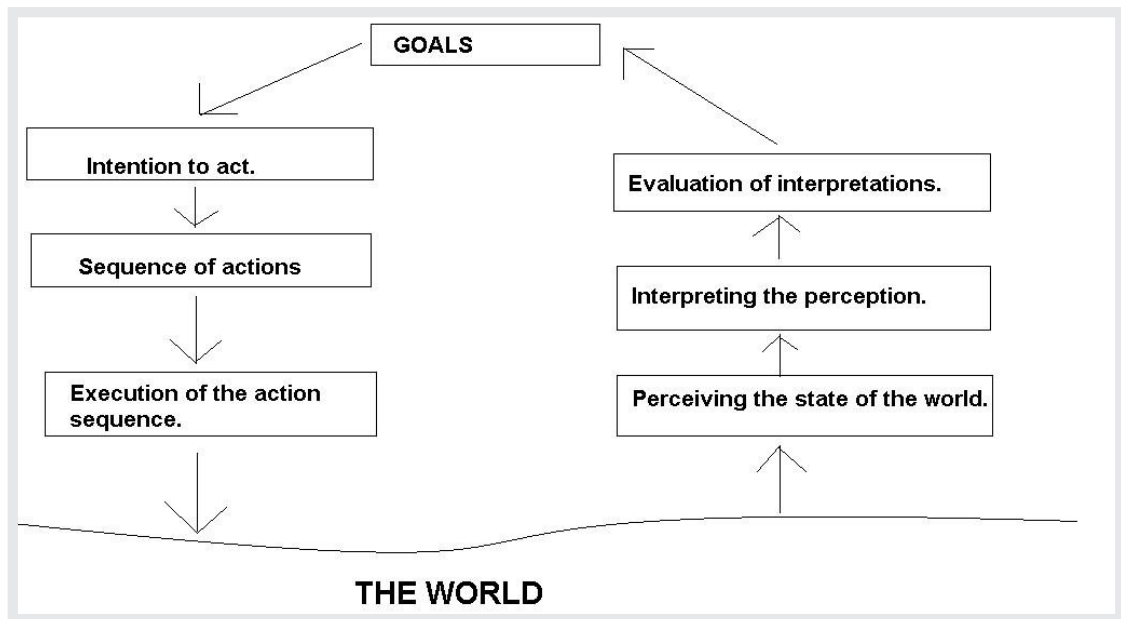 GOALS
Intention to act.
Sequence of actions
Execution of the action
sequence.
Evaluation of interpretations.
Interpreting the perception.
Perceiving the state of the world.
THE WORLD